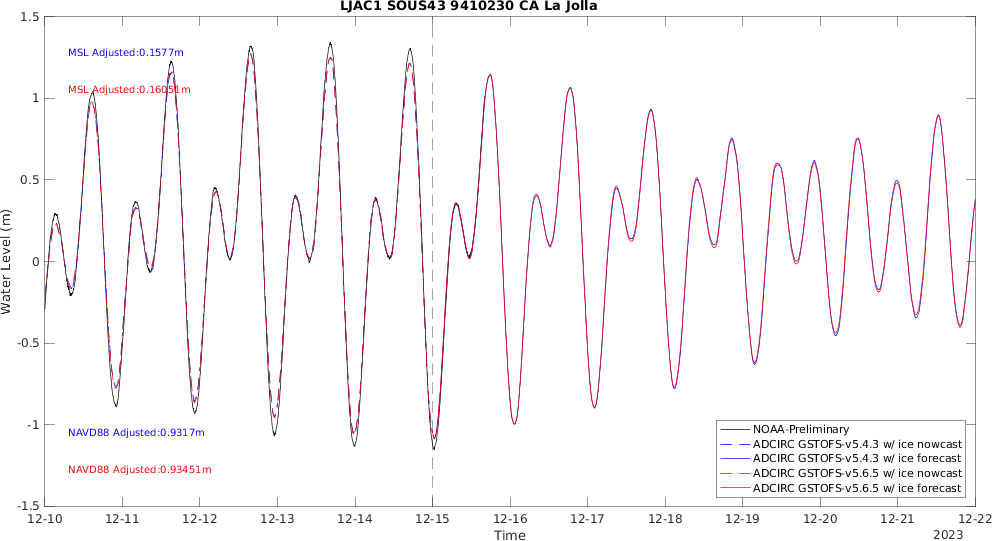 LJAC1 SOUS43 9410230 CA La Jolla
1.5
1
0.5
0
-0.5
-1
-1.5
Water Level (m)
MSL Adjusted:0.1577m
MSL Adjusted:0.16051m
NAVD88 Adjusted:0.9317m
NAVD88 Adjusted:0.93451m
NOAA-Preliminary
ADCIRC GSTOFS-v5.4.3 w/ ice nowcast
ADCIRC GSTOFS-v5.4.3 w/ ice forecast
ADCIRC GSTOFS-v5.6.5 w/ ice nowcast
ADCIRC GSTOFS-v5.6.5 w/ ice forecast
12-10 12-11 12-12 12-13 12-14 12-15 12-16 12-17 12-18 12-19 12-20 12-21 12-22
Time
2023